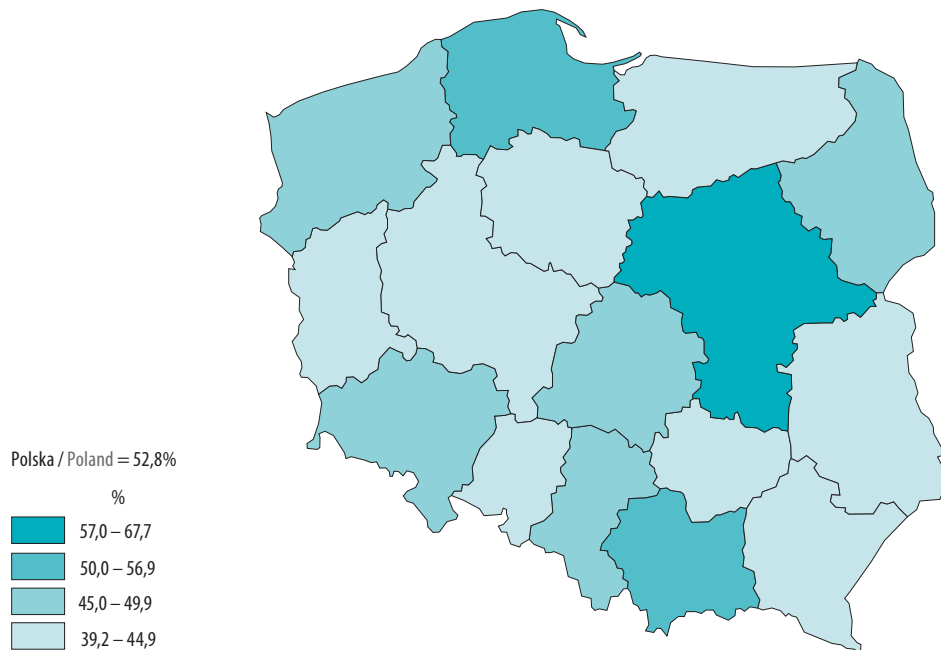 Polska / Poland = 52,8%
%
57,0 – 67,7
50,0 – 56,9
45,0 – 49,9
39,2 – 44,9